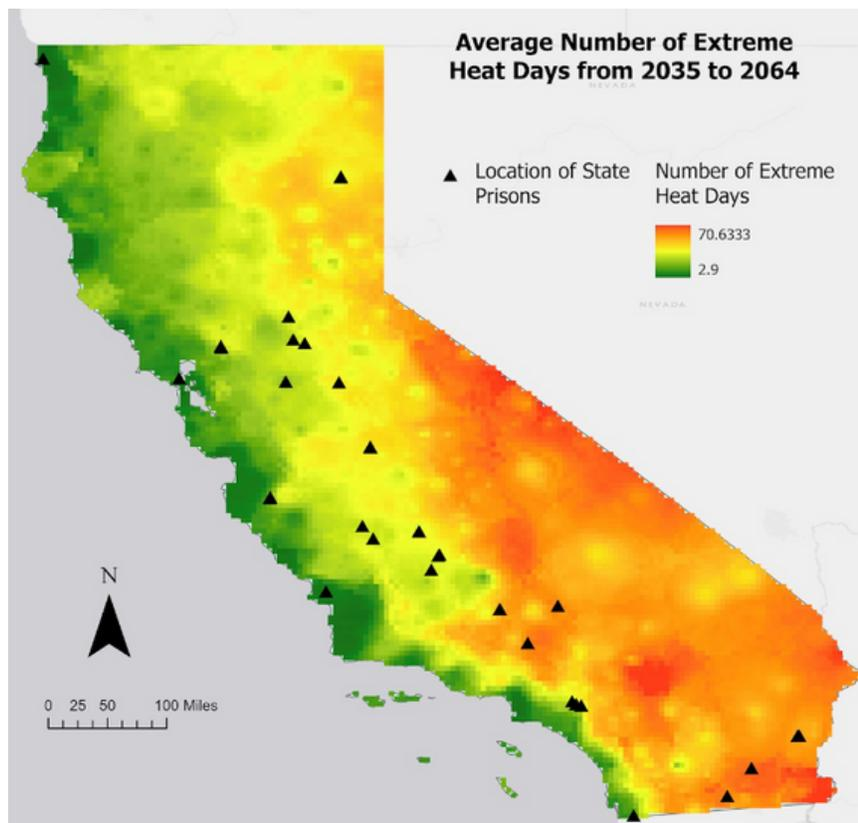 Average Number of Extreme
Heat Days from 2035 to 2064
NEVADA
Location of State
Prisons
Number of Extreme
Heat Days
70.6333
2.9
NEVADA
N
0 25 50 100 Miles